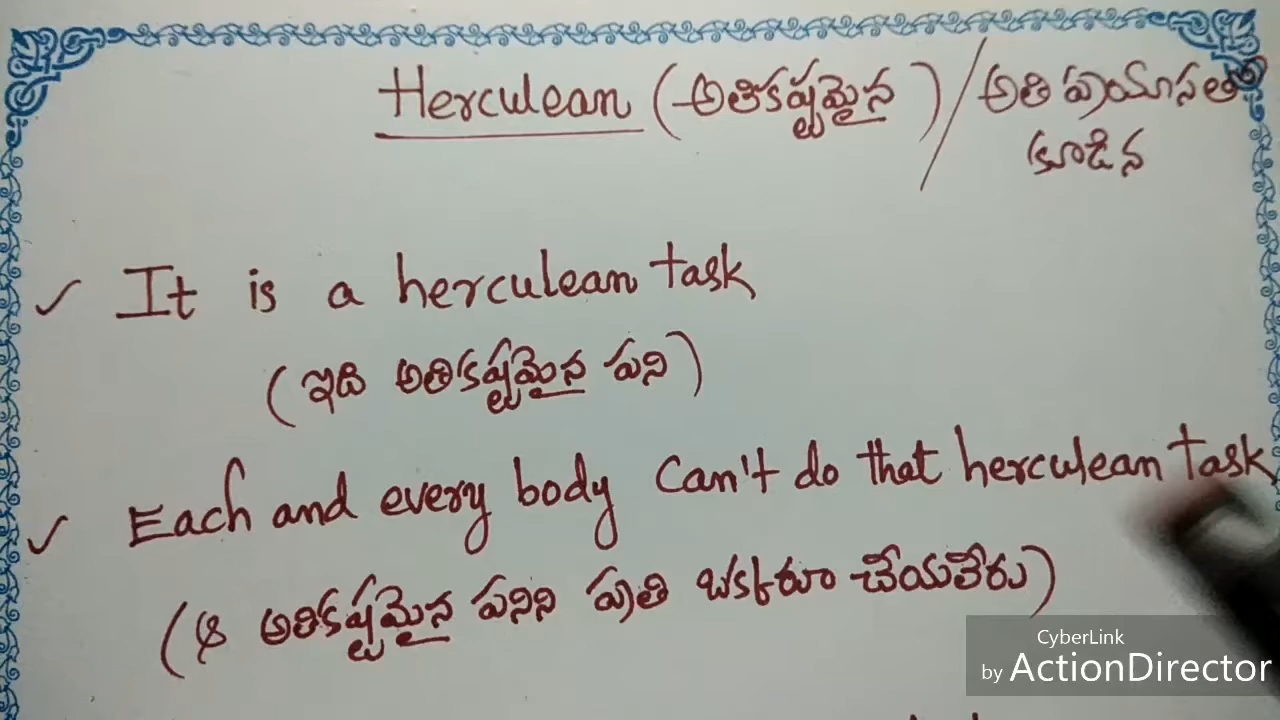 Herculean (అతికష్టమైన) / అతి ప్రయాసతో
కూడిన
✓ It is a herculean task
(ఇది అతికష్టమైన పని)
✓ Each and every body can't do that herculean task
(ఆ అతికష్టమైన పనిని ప్రతి ఒక్కరూ చేయలేరు)
CyberLink
by ActionDirector